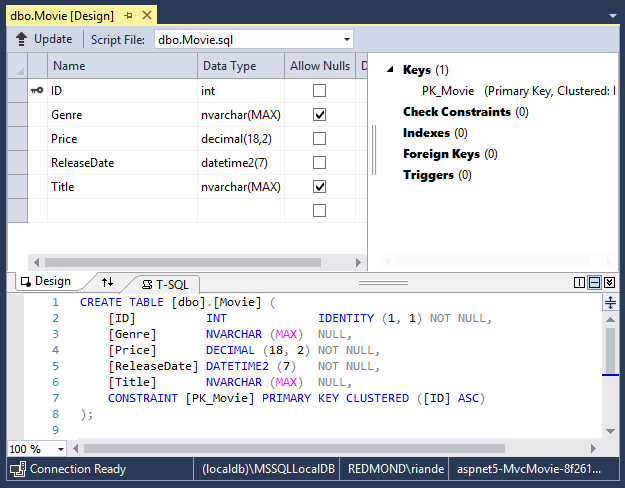 dbo.Movie [Design]
Update Script File: dbo.Movie.sql
Name Data Type Allow Nulls D
ID int
Genre nvarchar(MAX)
Price decimal(18,2)
ReleaseDate datetime2(7)
Title nvarchar(MAX)
Keys (1)
PK_Movie (Primary Key, Clustered: I
Check Constraints (0)
Indexes (0)
Foreign Keys (0)
Triggers (0)
Design T-SQL
1 CREATE TABLE [dbo].[Movie] (
2 [ID] INT IDENTITY (1, 1) NOT NULL,
3 [Genre] NVARCHAR (MAX) NULL,
4 [Price] DECIMAL (18, 2) NOT NULL,
5 [ReleaseDate] DATETIME2 (7) NOT NULL,
6 [Title] NVARCHAR (MAX) NULL,
7 CONSTRAINT [PK_Movie] PRIMARY KEY CLUSTERED ([ID] ASC)
8 );
9
100 %
Connection Ready (localdb)\MSSQLLocalDB REDMOND\riande aspnet5-MvcMovie-8f261...